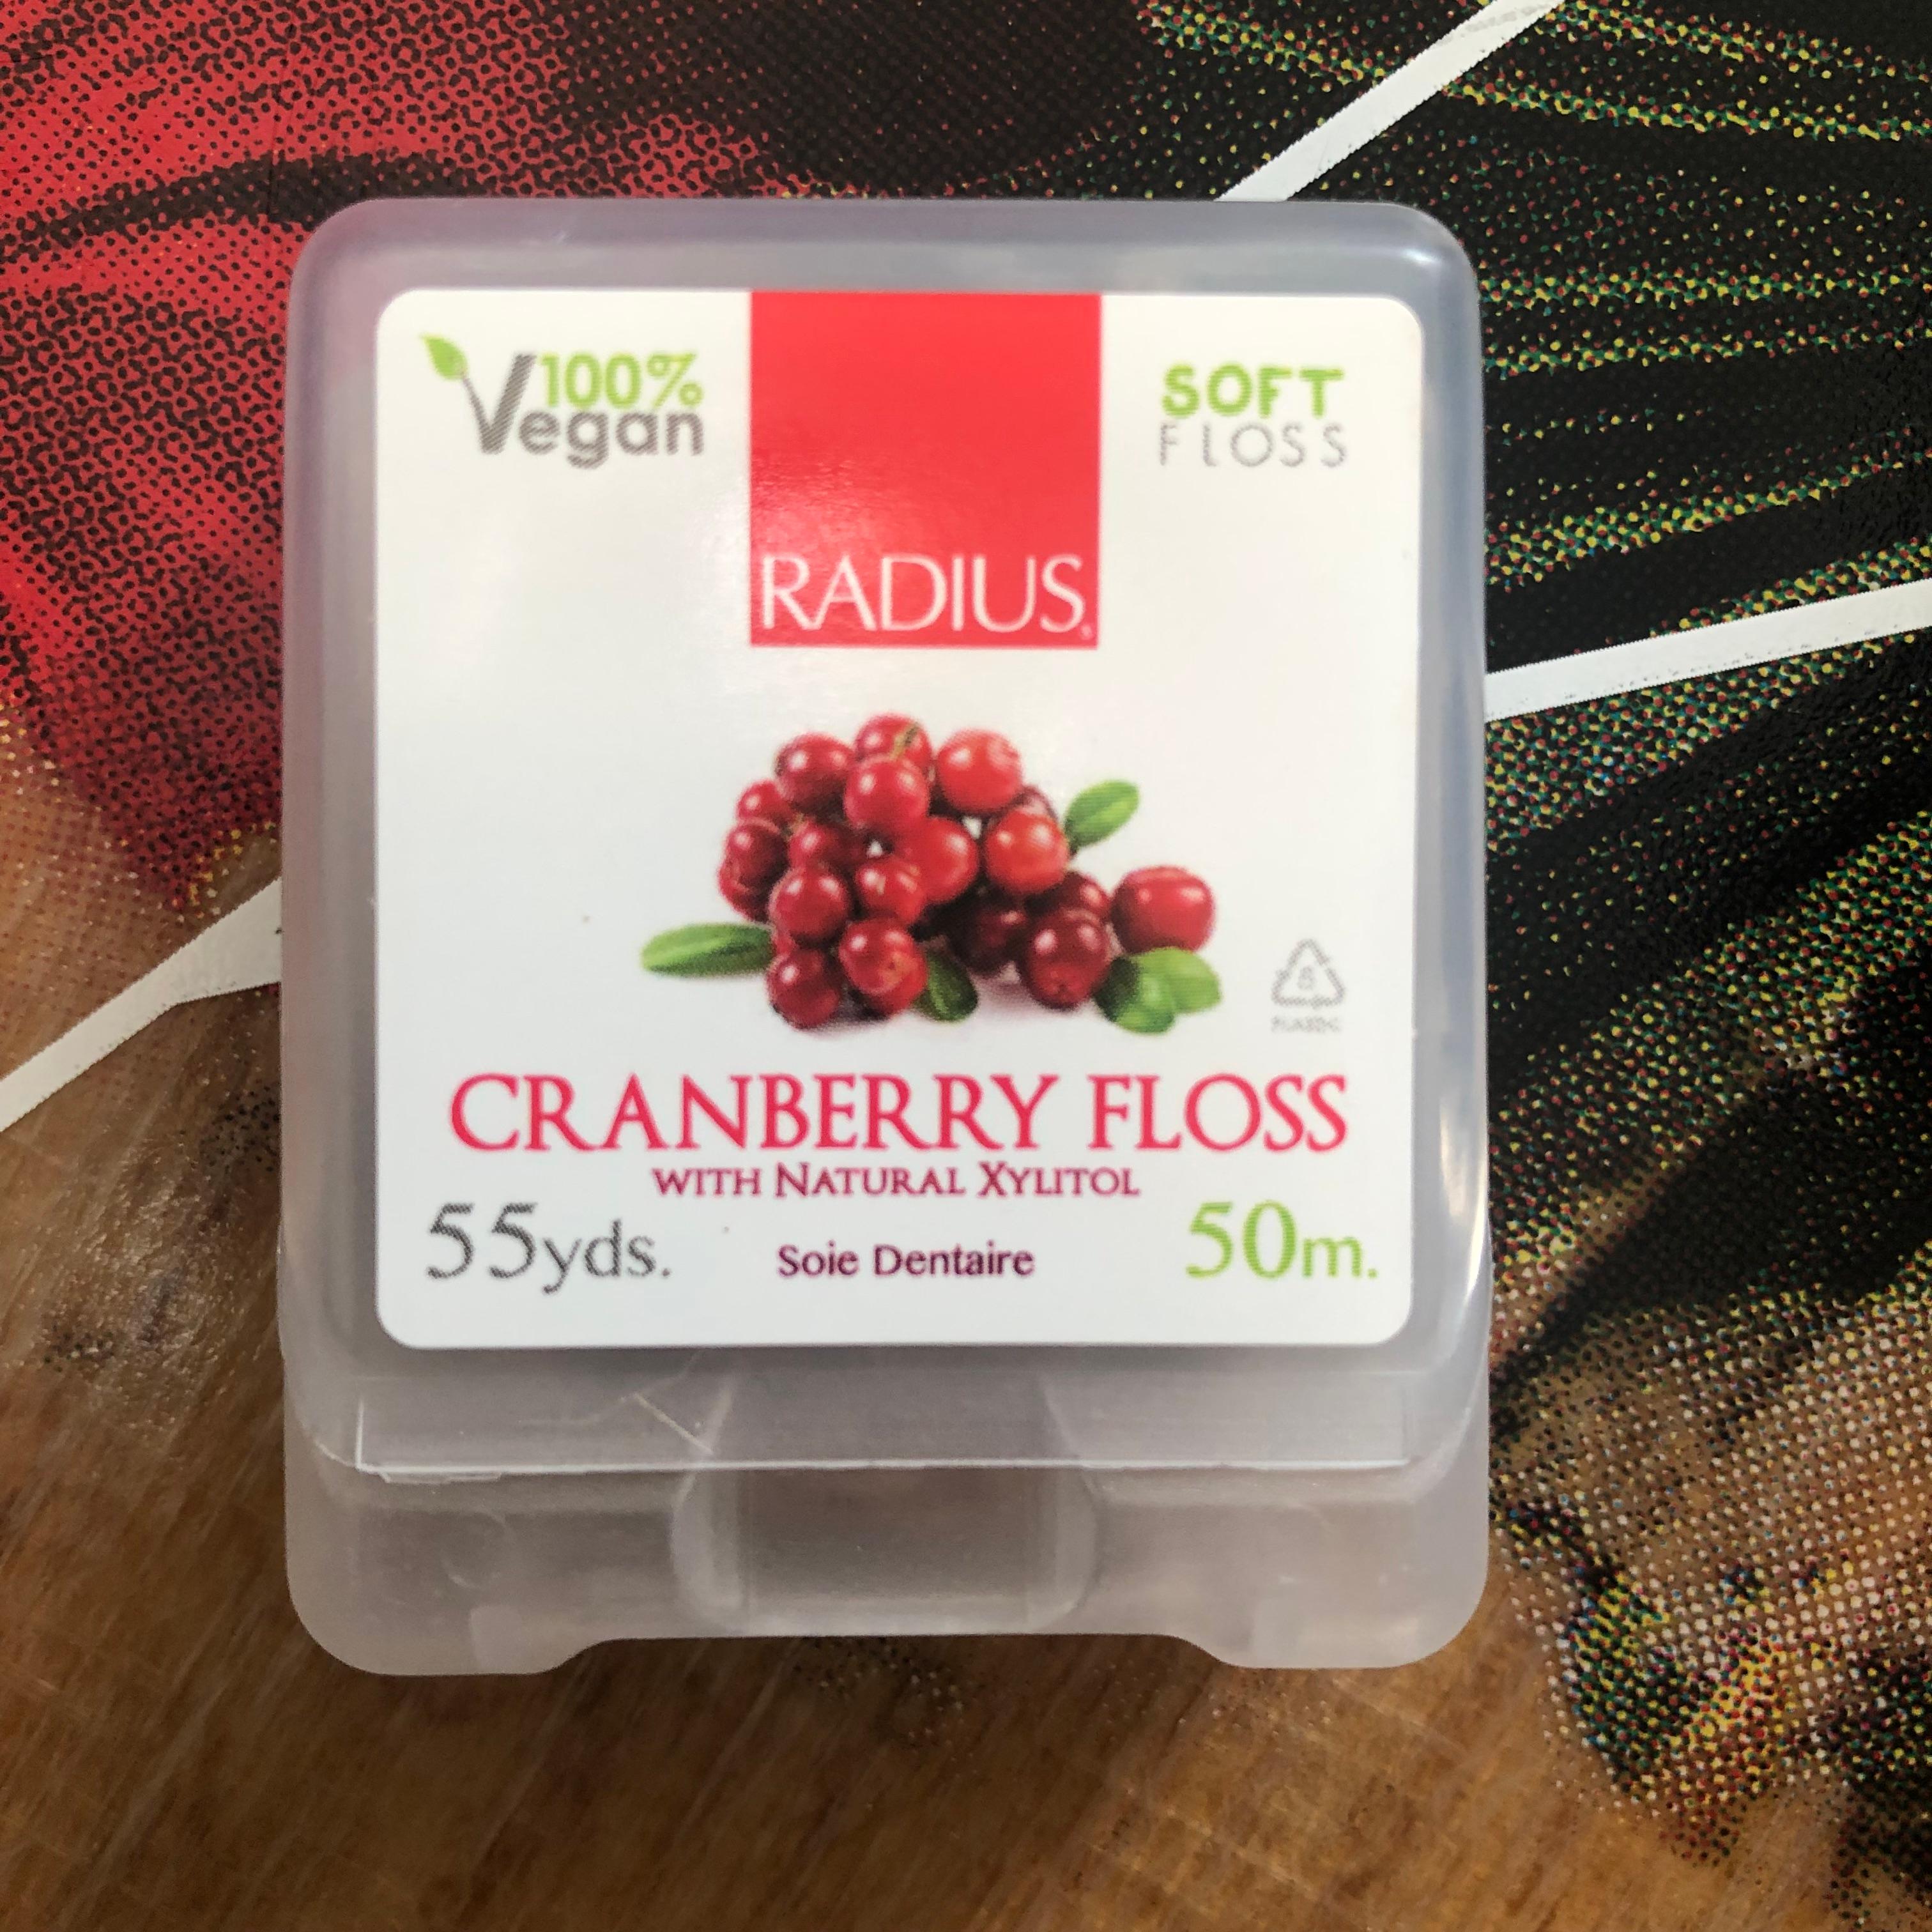 100%
Vegan
SOFT
FLOSS
RADIUS
CRANBERRY FLOSS
WITH NATURAL XYLITOL
55yds.
Soie Dentaire
50m.